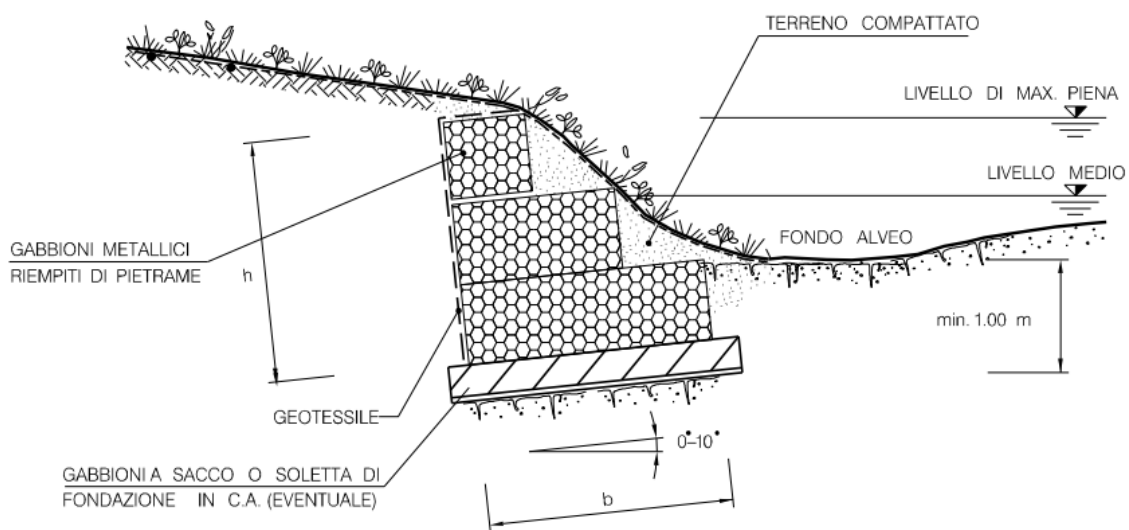 TERRENO COMPATTATO
LIVELLO DI MAX. PIENA
LIVELLO MEDIO
FONDO ALVEO
GABBIONI METALLICI
RIEMPITI DI PIETRAME
h
min. 1.00 m
GEOTESSILE
0°-10°
GABBIONI A SACCO O SOLETTA DI
FONDAZIONE IN C.A. (EVENTUALE)
b